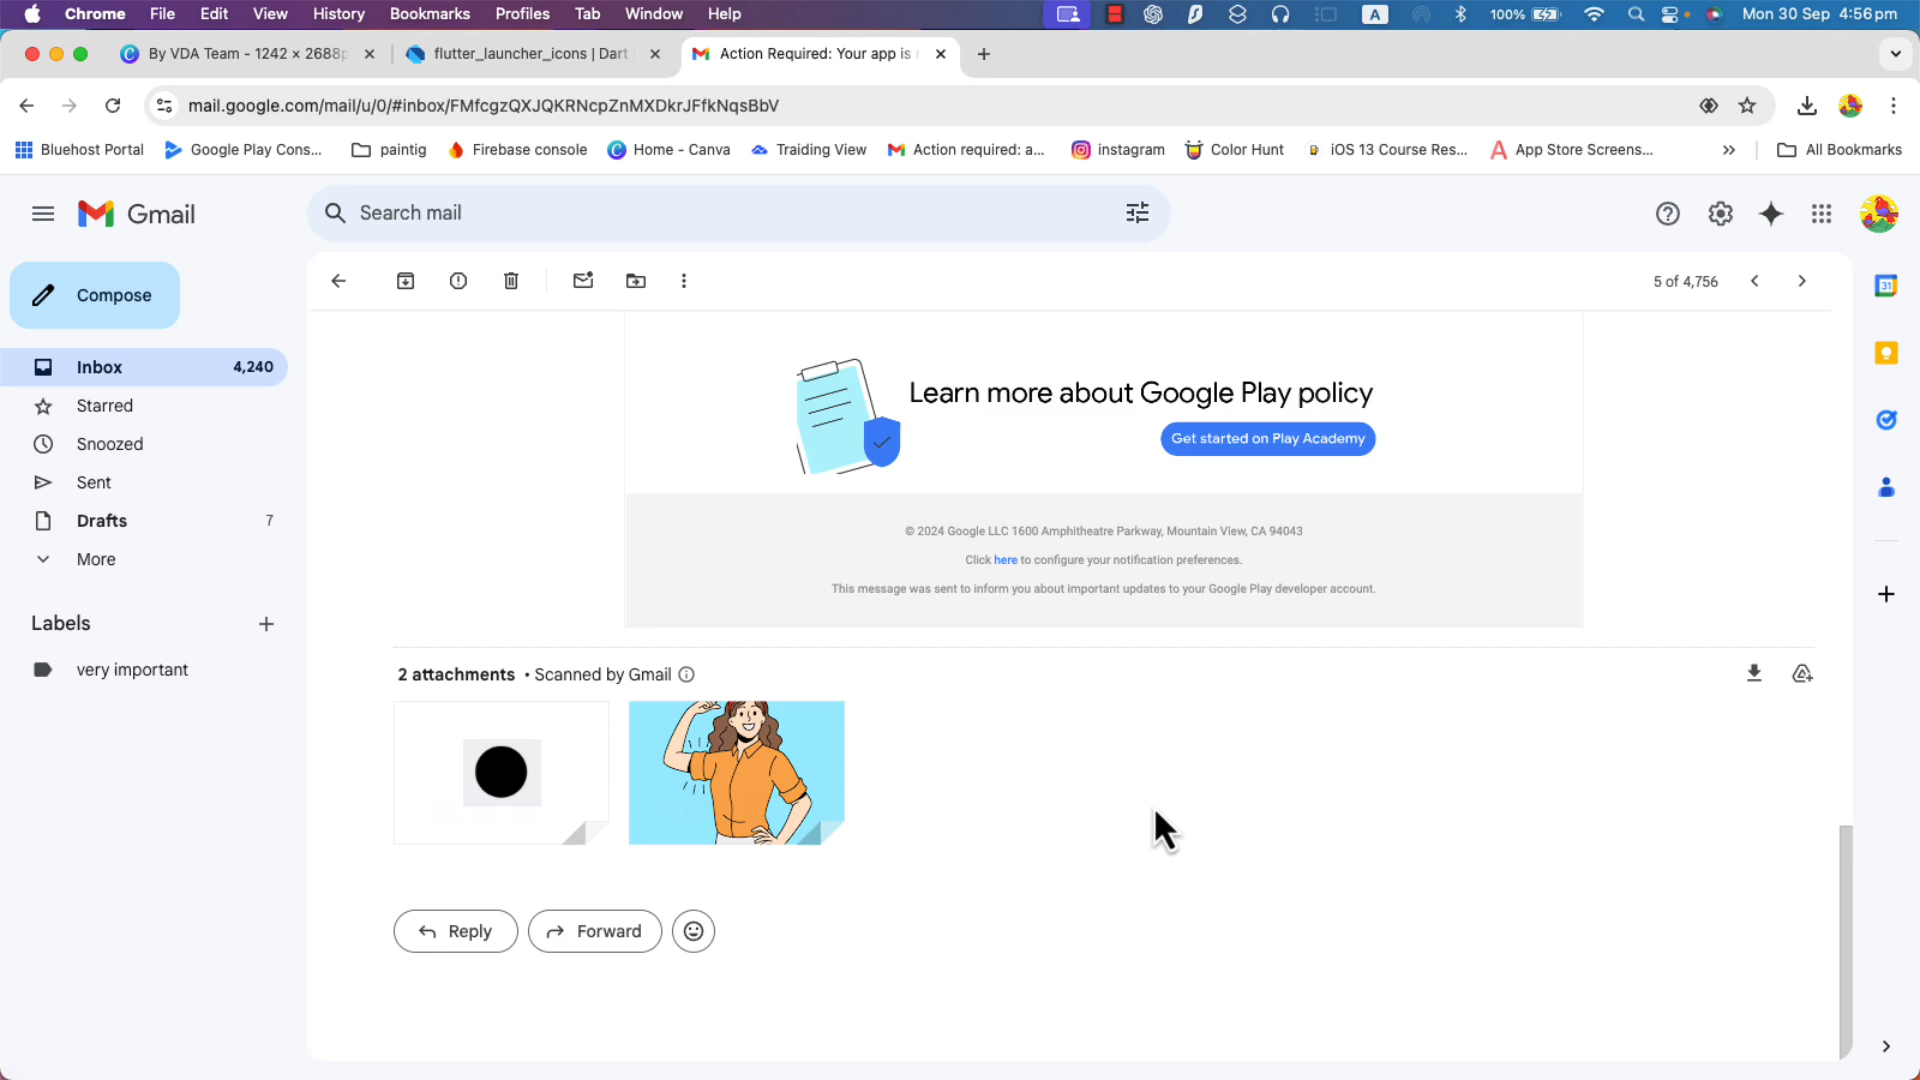 Chrome File Edit View History Bookmarks Profiles Tab Window Help A 100% Mon 30 Sep 4:56 pm
By VDA Team - 1242 × 2688p flutter_launcher_icons | Dart Action Required: Your app is
mail.google.com/mail/u/0/#inbox/FMfcgzQXJQKRNcpZnMXDkrJFfkNqsBbV
Bluehost Portal Google Play Cons... paintig Firebase console Home - Canva Traiding View Action required: a... instagram Color Hunt iOS 13 Course Res... App Store Screens... All Bookmarks
Gmail Search mail
Compose
5 of 4,756
31
Inbox 4,240
Starred
Snoozed
Sent
Drafts 7
More
Labels
very important
Learn more about Google Play policy
Get started on Play Academy
© 2024 Google LLC 1600 Amphitheatre Parkway, Mountain View, CA 94043
Click here to configure your notification preferences.
This message was sent to inform you about important updates to your Google Play developer account.
2 attachments • Scanned by Gmail
Reply Forward